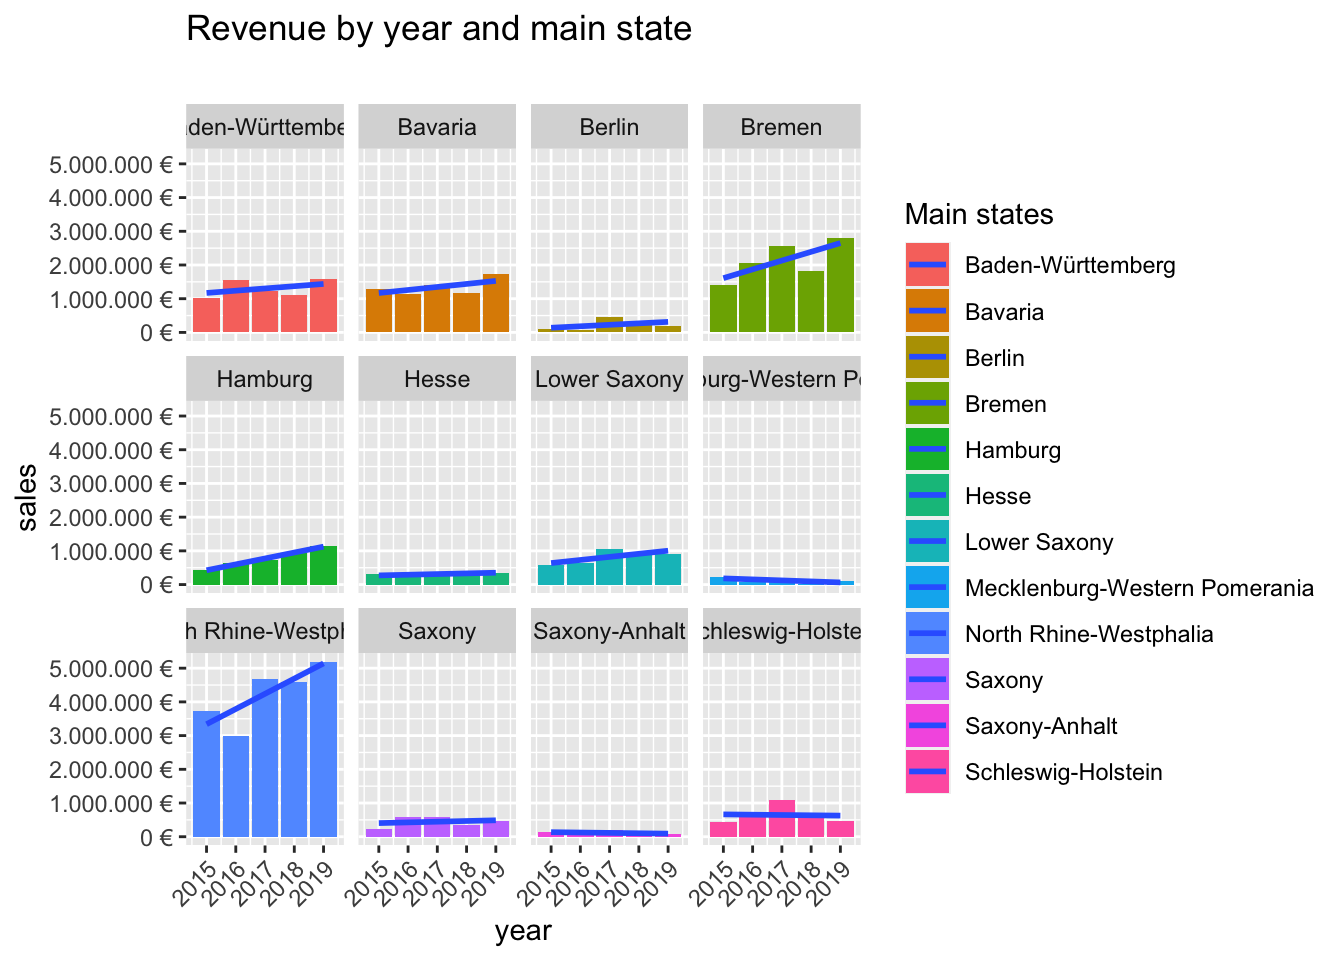 Revenue by year and main state
aden-Württembe
Bavaria
Berlin
Bremen
5.000.000 €
4.000.000 €
3.000.000 €
2.000.000 €
1.000.000 €
0 €
Hamburg
Hesse
Lower Saxony
burg-Western Po
5.000.000 €
4.000.000 €
3.000.000 €
2.000.000 €
1.000.000 €
0 €
h Rhine-Westph
Saxony
Saxony-Anhalt
chleswig-Holste
5.000.000 €
4.000.000 €
3.000.000 €
2.000.000 €
1.000.000 €
0 €
2015 2016 2017 2018 2019
2015 2016 2017 2018 2019
2015 2016 2017 2018 2019
2015 2016 2017 2018 2019
year
sales
Main states
Baden-Württemberg
Bavaria
Berlin
Bremen
Hamburg
Hesse
Lower Saxony
Mecklenburg-Western Pomerania
North Rhine-Westphalia
Saxony
Saxony-Anhalt
Schleswig-Holstein